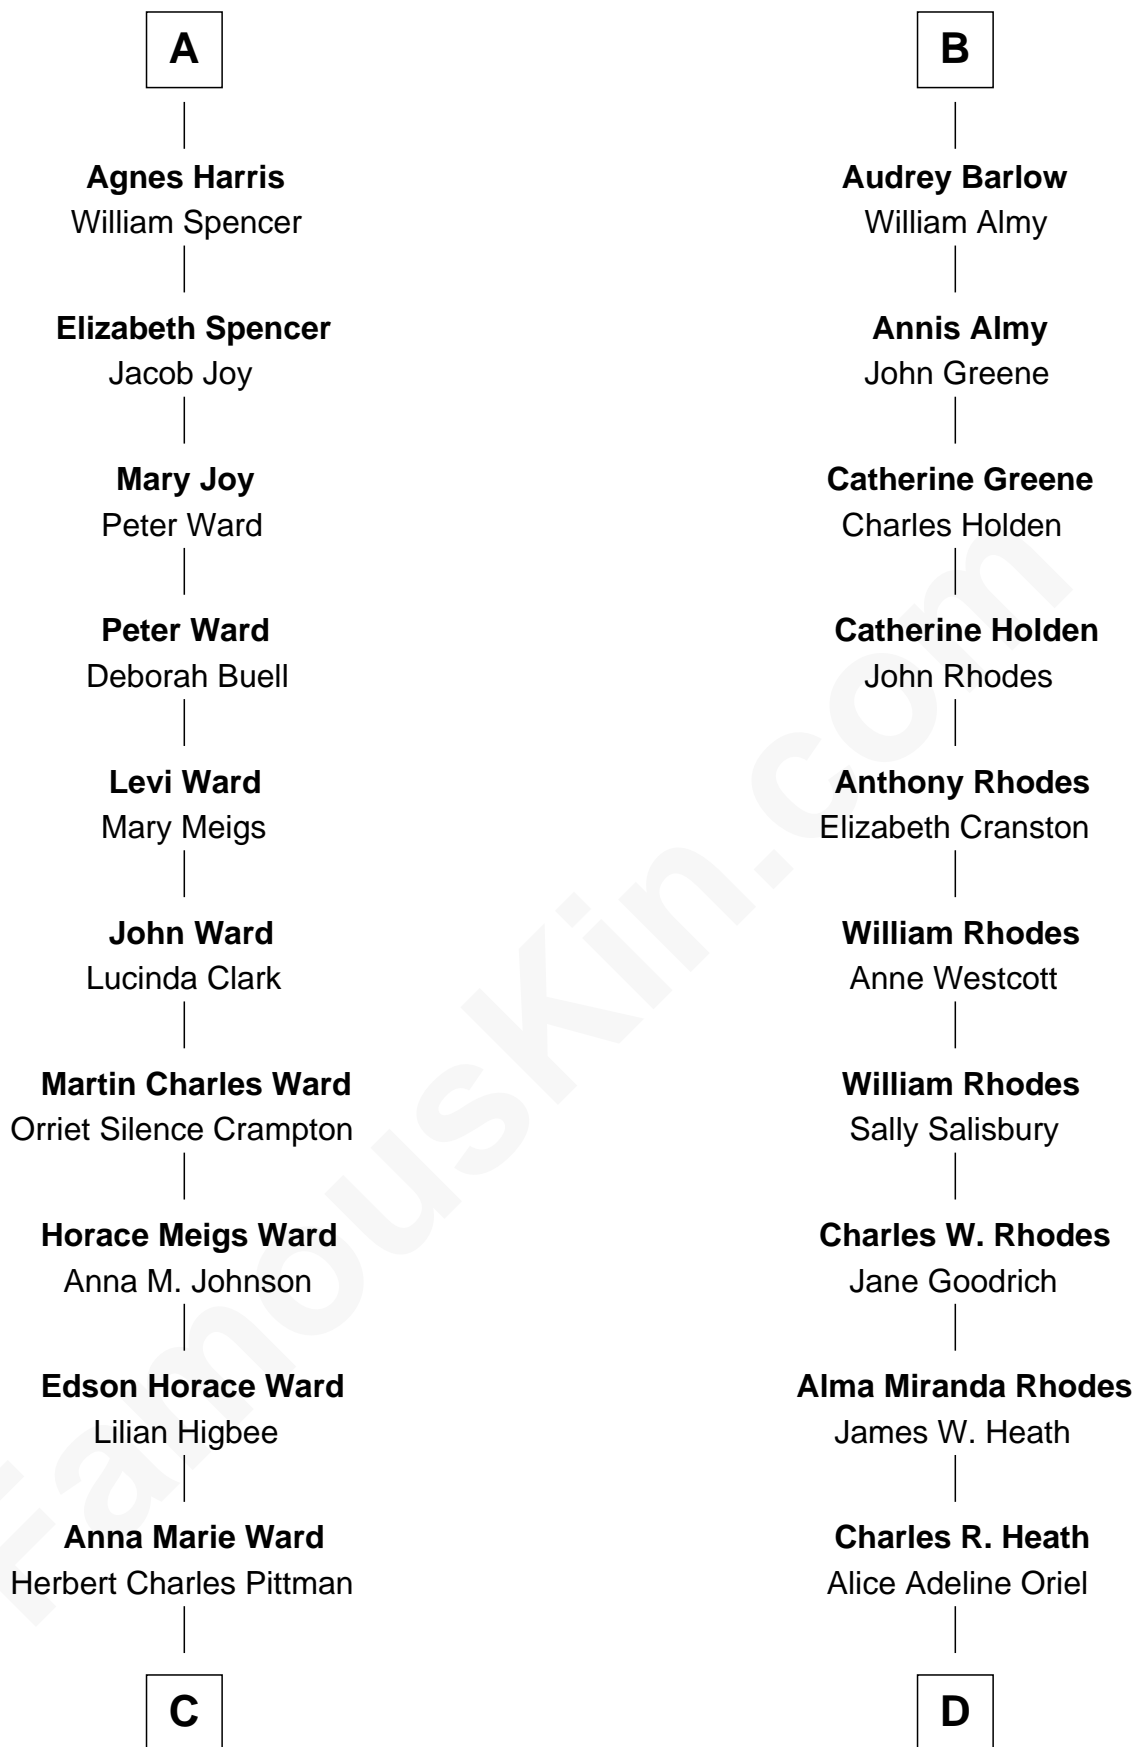 A
Agnes Harris
William Spencer
Elizabeth Spencer
Jacob Joy
Mary Joy
Peter Ward
Peter Ward
Deborah Buell
Levi Ward
Mary Meigs
John Ward
Lucinda Clark
Martin Charles Ward
Orriet Silence Crampton
Horace Meigs Ward
Anna M. Johnson
Edson Horace Ward
Lilian Higbee
Anna Marie Ward
Herbert Charles Pittman
C
B
Audrey Barlow
William Almy
Annis Almy
John Greene
Catherine Greene
Charles Holden
Catherine Holden
John Rhodes
Anthony Rhodes
Elizabeth Cranston
William Rhodes
Anne Westcott
William Rhodes
Sally Salisbury
Charles W. Rhodes
Jane Goodrich
Alma Miranda Rhodes
James W. Heath
Charles R. Heath
Alice Adeline Oriel
D
FamousKin.com